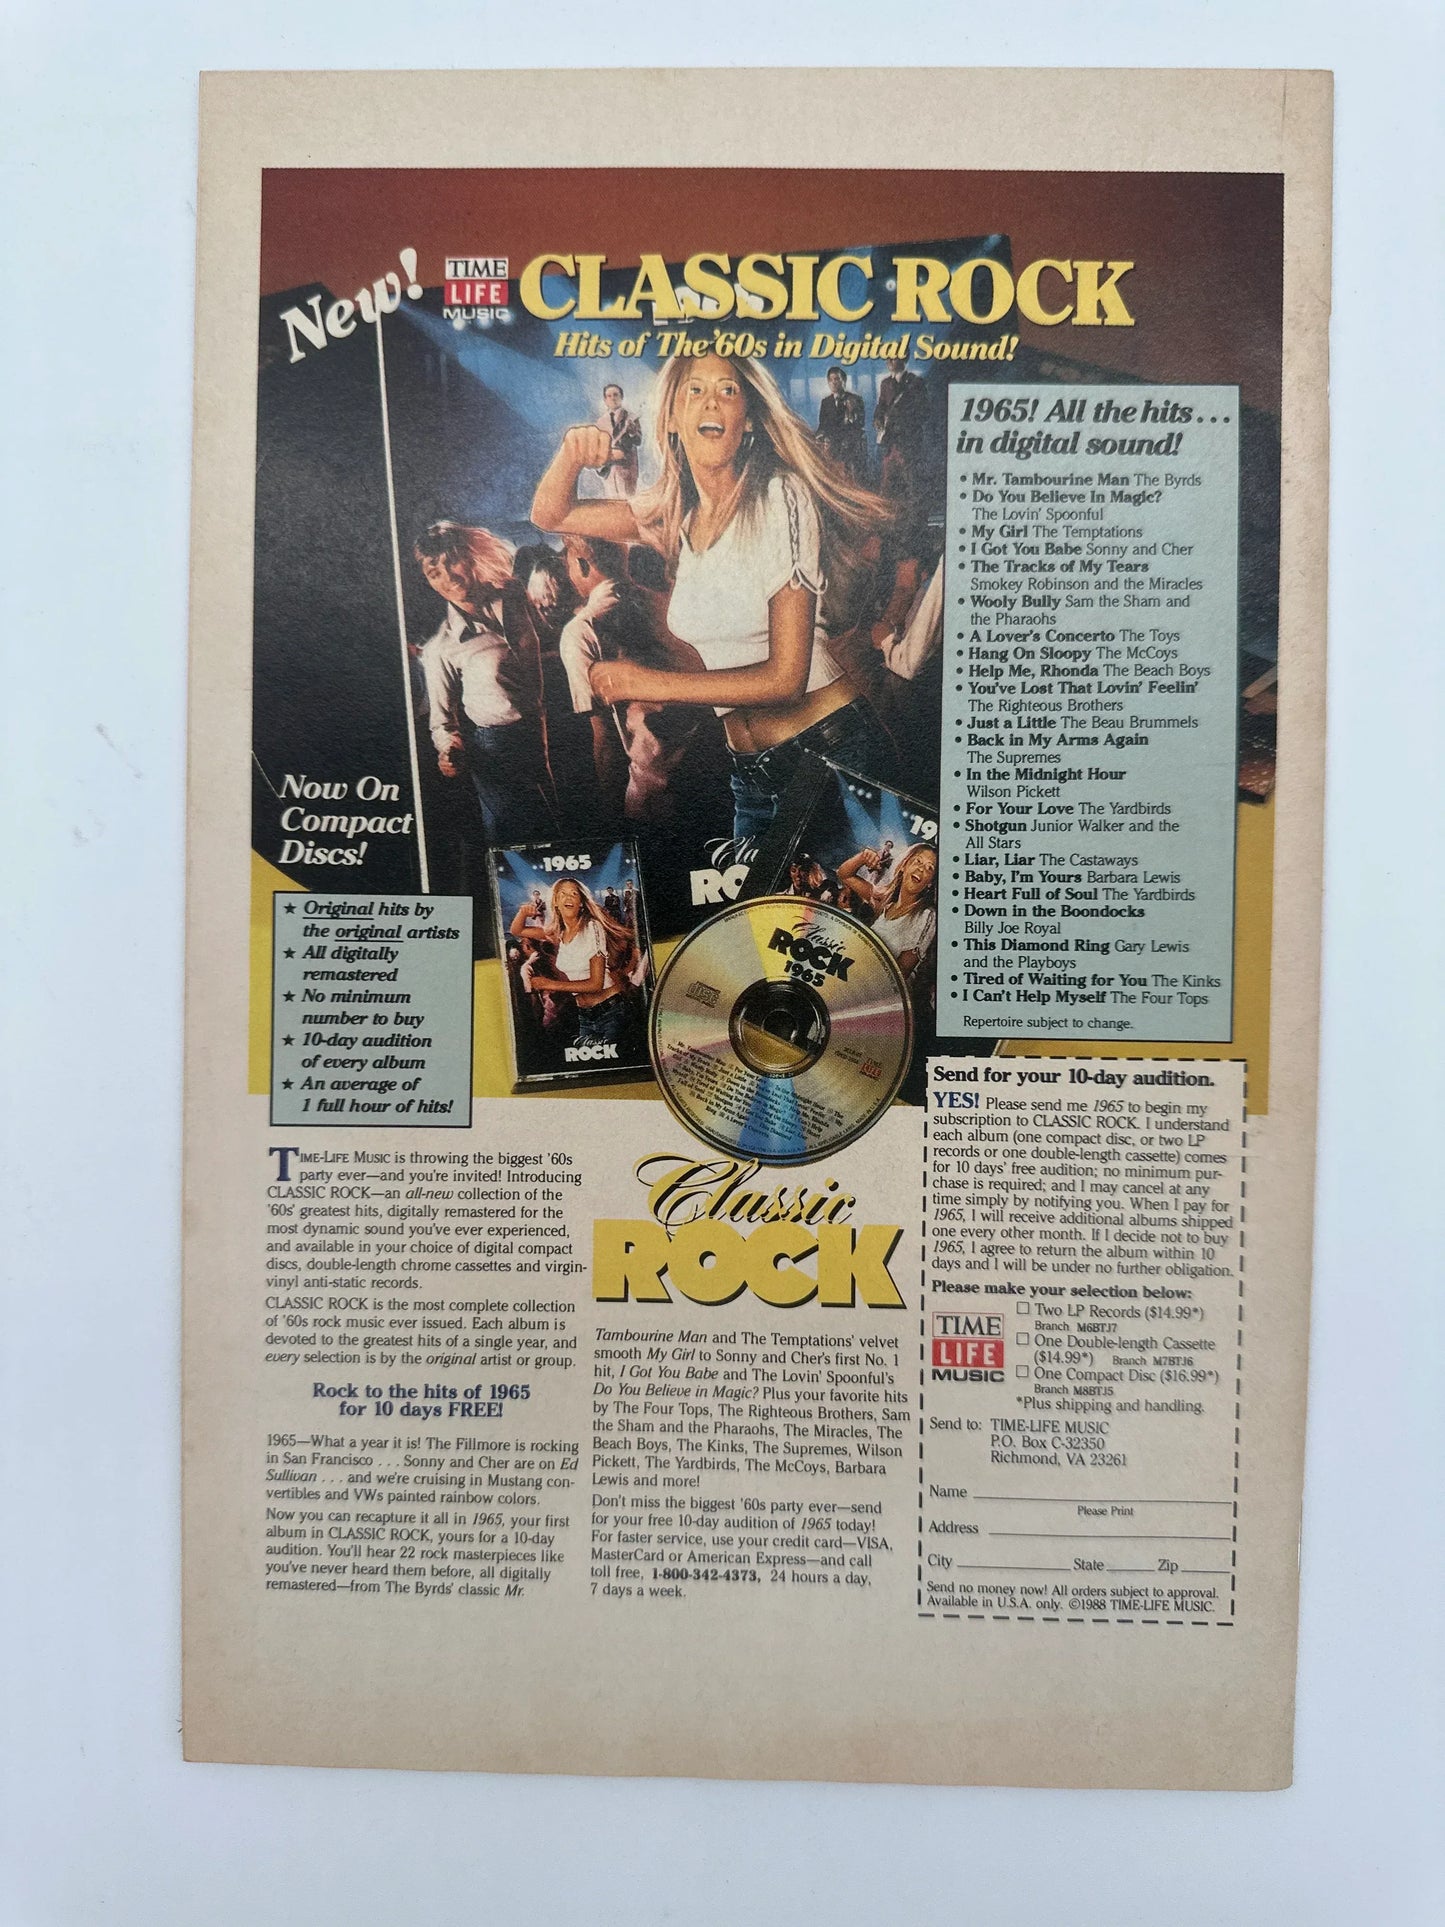 New!
TIME
LIFE
MUSIC
CLASSIC ROCK
Hits of The '60s in Digital Sound!
1965! All the hits...
in digital sound!
• Mr. Tambourine Man The Byrds
• Do You Believe In Magic?
The Lovin' Spoonful
• My Girl The Temptations
• I Got You Babe Sonny and Cher
• The Tracks of My Tears
Smokey Robinson and the Miracles
• Wooly Bully Sam the Sham and
the Pharaohs
• A Lover's Concerto The Toys
• Hang On Sloopy The McCoys
• Help Me, Rhonda The Beach Boys
• You've Lost That Lovin' Feelin'
The Righteous Brothers
• Just a Little The Beau Brummels
• Back in My Arms Again
The Supremes
• In the Midnight Hour
Wilson Pickett
• For Your Love The Yardbirds
• Shotgun Junior Walker and the
All Stars
• Liar, Liar The Castaways
• Baby, I'm Yours Barbara Lewis
• Heart Full of Soul The Yardbirds
• Down in the Boondocks
Billy Joe Royal
• This Diamond Ring Gary Lewis
and the Playboys
• Tired of Waiting for You The Kinks
• I Can't Help Myself The Four Tops
Repertoire subject to change.
Now On
Compact
Discs!
★ Original hits by
the original artists
★ All digitally
remastered
★ No minimum
number to buy
★ 10-day audition
of every album
★ An average of
1 full hour of hits!
1965
Classic
ROCK
Cla
ROC
19
Classic
ROCK
1965
TIME
LIFE
TIME-LIFE MUSIC is throwing the biggest '60s
party ever—and you're invited! Introducing
CLASSIC ROCK—an all-new collection of the
'60s' greatest hits, digitally remastered for the
most dynamic sound you've ever experienced,
and available in your choice of digital compact
discs, double-length chrome cassettes and virgin-
vinyl anti-static records.
CLASSIC ROCK is the most complete collection
of '60s rock music ever issued. Each album is
devoted to the greatest hits of a single year, and
every selection is by the original artist or group.
Rock to the hits of 1965
for 10 days FREE!
1965—What a year it is! The Fillmore is rocking
in San Francisco . . . Sonny and Cher are on Ed
Sullivan . . . and we're cruising in Mustang con-
vertibles and VWs painted rainbow colors.
Now you can recapture it all in 1965, your first
album in CLASSIC ROCK, yours for a 10-day
audition. You'll hear 22 rock masterpieces like
you've never heard them before, all digitally
remastered—from The Byrds' classic Mr.
Classic
ROCK
Tambourine Man and The Temptations' velvet
smooth My Girl to Sonny and Cher's first No. 1
hit, I Got You Babe and The Lovin' Spoonful's
Do You Believe in Magic? Plus your favorite hits
by The Four Tops, The Righteous Brothers, Sam
the Sham and the Pharaohs, The Miracles, The
Beach Boys, The Kinks, The Supremes, Wilson
Pickett, The Yardbirds, The McCoys, Barbara
Lewis and more!
Don't miss the biggest '60s party ever—send
for your free 10-day audition of 1965 today!
For faster service, use your credit card—VISA,
MasterCard or American Express—and call
toll free, 1-800-342-4373, 24 hours a day,
7 days a week.
Send for your 10-day audition.
YES! Please send me 1965 to begin my
subscription to CLASSIC ROCK. I understand
each album (one compact disc, or two LP
records or one double-length cassette) comes
for 10 days' free audition; no minimum pur-
chase is required; and I may cancel at any
time simply by notifying you. When I pay for
1965, I will receive additional albums shipped
one every other month. If I decide not to buy
1965, I agree to return the album within 10
days and I will be under no further obligation.
Please make your selection below:
TIME
LIFE
MUSIC
☐ Two LP Records ($14.99*)
Branch M6BTJ7
☐ One Double-length Cassette
($14.99*) Branch M7BTJ6
☐ One Compact Disc ($16.99*)
Branch M8BTJ5
*Plus shipping and handling.
Send to: TIME-LIFE MUSIC
P.O. Box C-32350
Richmond, VA 23261
Name
Please Print
Address
City State Zip
Send no money now! All orders subject to approval.
Available in U.S.A. only. ©1988 TIME-LIFE MUSIC.